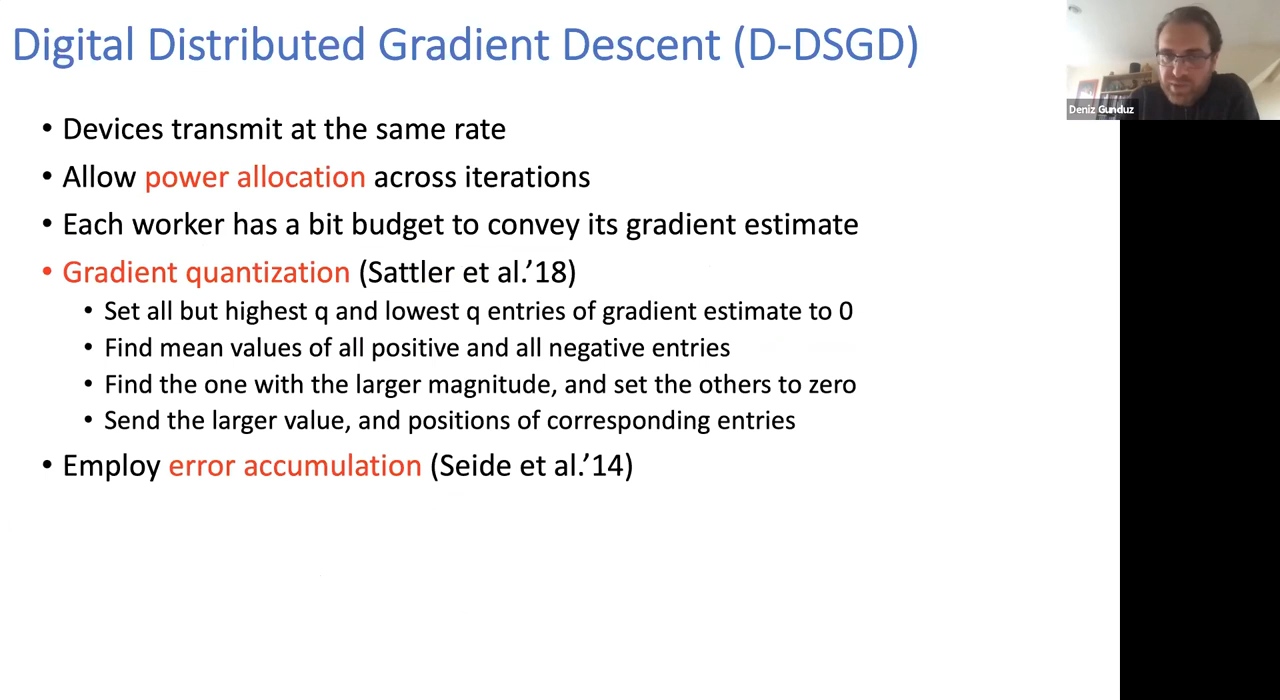 Digital Distributed Gradient Descent (D-DSGD)
Deniz Gunduz
• Devices transmit at the same rate
• Allow power allocation across iterations
• Each worker has a bit budget to convey its gradient estimate
• Gradient quantization (Sattler et al.’18)
• Set all but highest q and lowest q entries of gradient estimate to 0
• Find mean values of all positive and all negative entries
• Find the one with the larger magnitude, and set the others to zero
• Send the larger value, and positions of corresponding entries
• Employ error accumulation (Seide et al.’14)